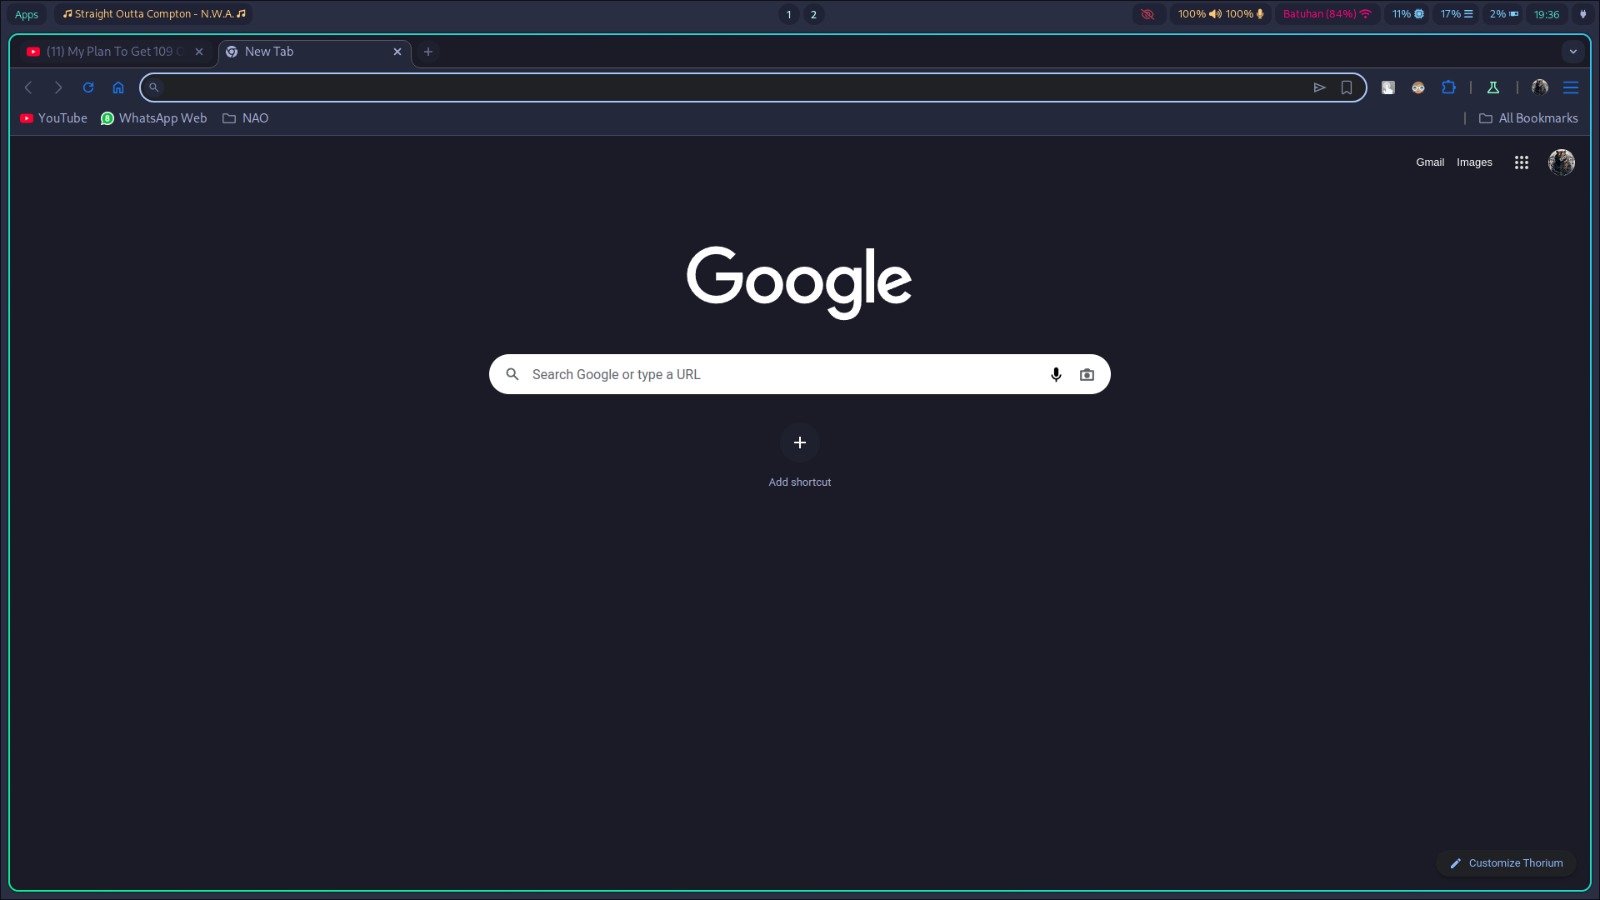 Apps
Straight Outta Compton - N.W.A.
1
2
100% 100%
Batuhan (84%)
11%
17%
2%
19:36
(11) My Plan To Get 109
New Tab
YouTube
8
WhatsApp Web
NAO
All Bookmarks
Gmail
Images
Google
Search Google or type a URL
Add shortcut
Customize Thorium